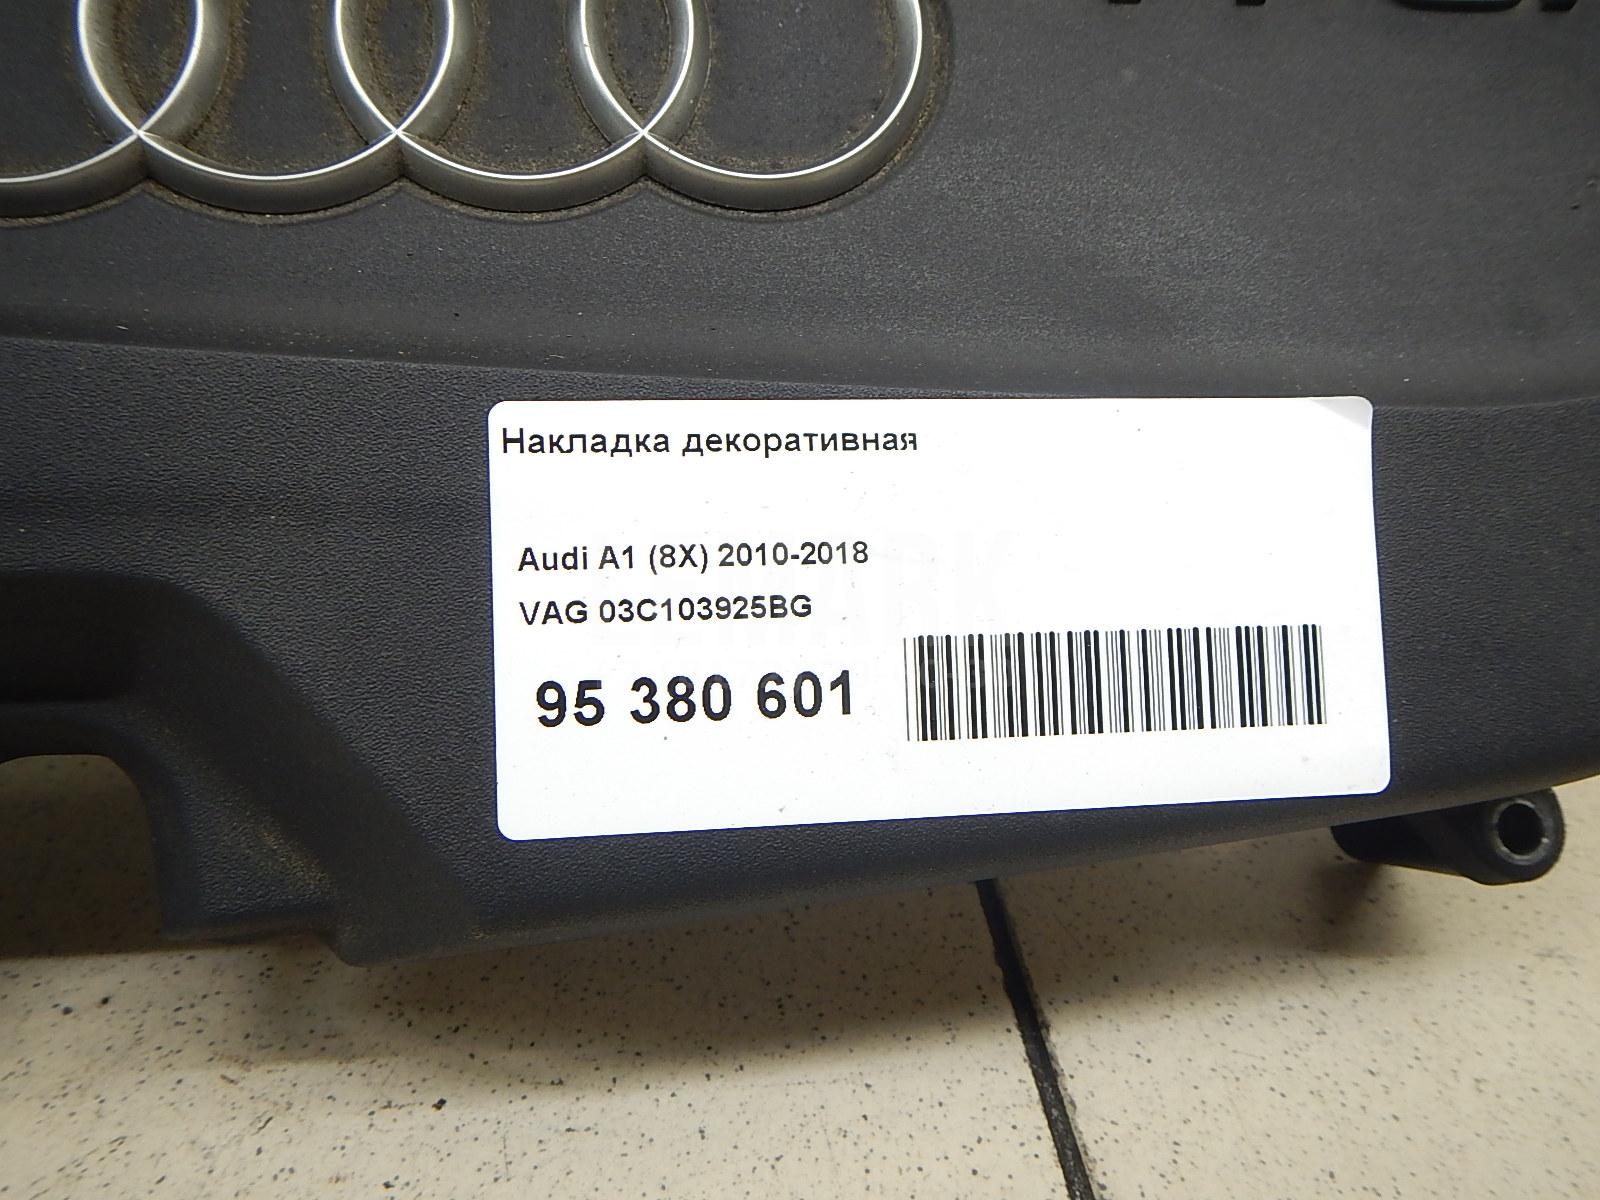 Накладка декоративная
Audi A1 (8X) 2010-2018
VAG 03C103925BG
95 380 601